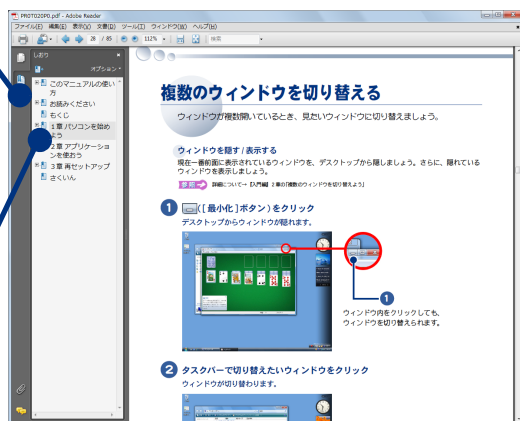 PROT020P0.pdf - Adobe Reader
ファイル(F) 編集(E) 表示(V) 文書(D) ツール(T) ウィンドウ(W) ヘルプ(H)
28 / 85
112%
検索
しおり
オプション
このマニュアルの使い
方
お読みください
もくじ
1章 パソコンを始め
よう
2章 アプリケーショ
ンを使おう
3章 再セットアップ
さくいん
複数のウィンドウを切り替える
ウィンドウが複数開いているとき、見たいウィンドウに切り替えましょう。
ウィンドウを隠す/表示する
現在一番前面に表示されているウィンドウを、デスクトップから隠しましょう。さらに、隠れている
ウィンドウを表示しましょう。
参照 詳細について→【入門編】2章の「複数のウィンドウを切り替えよう」
1 ([最小化]ボタン)をクリック
デスクトップからウィンドウが隠れます。
1
ウィンドウ内をクリックしても、
ウィンドウを切り替えられます。
2 タスクバーで切り替えたいウィンドウをクリック
ウィンドウが切り替わります。